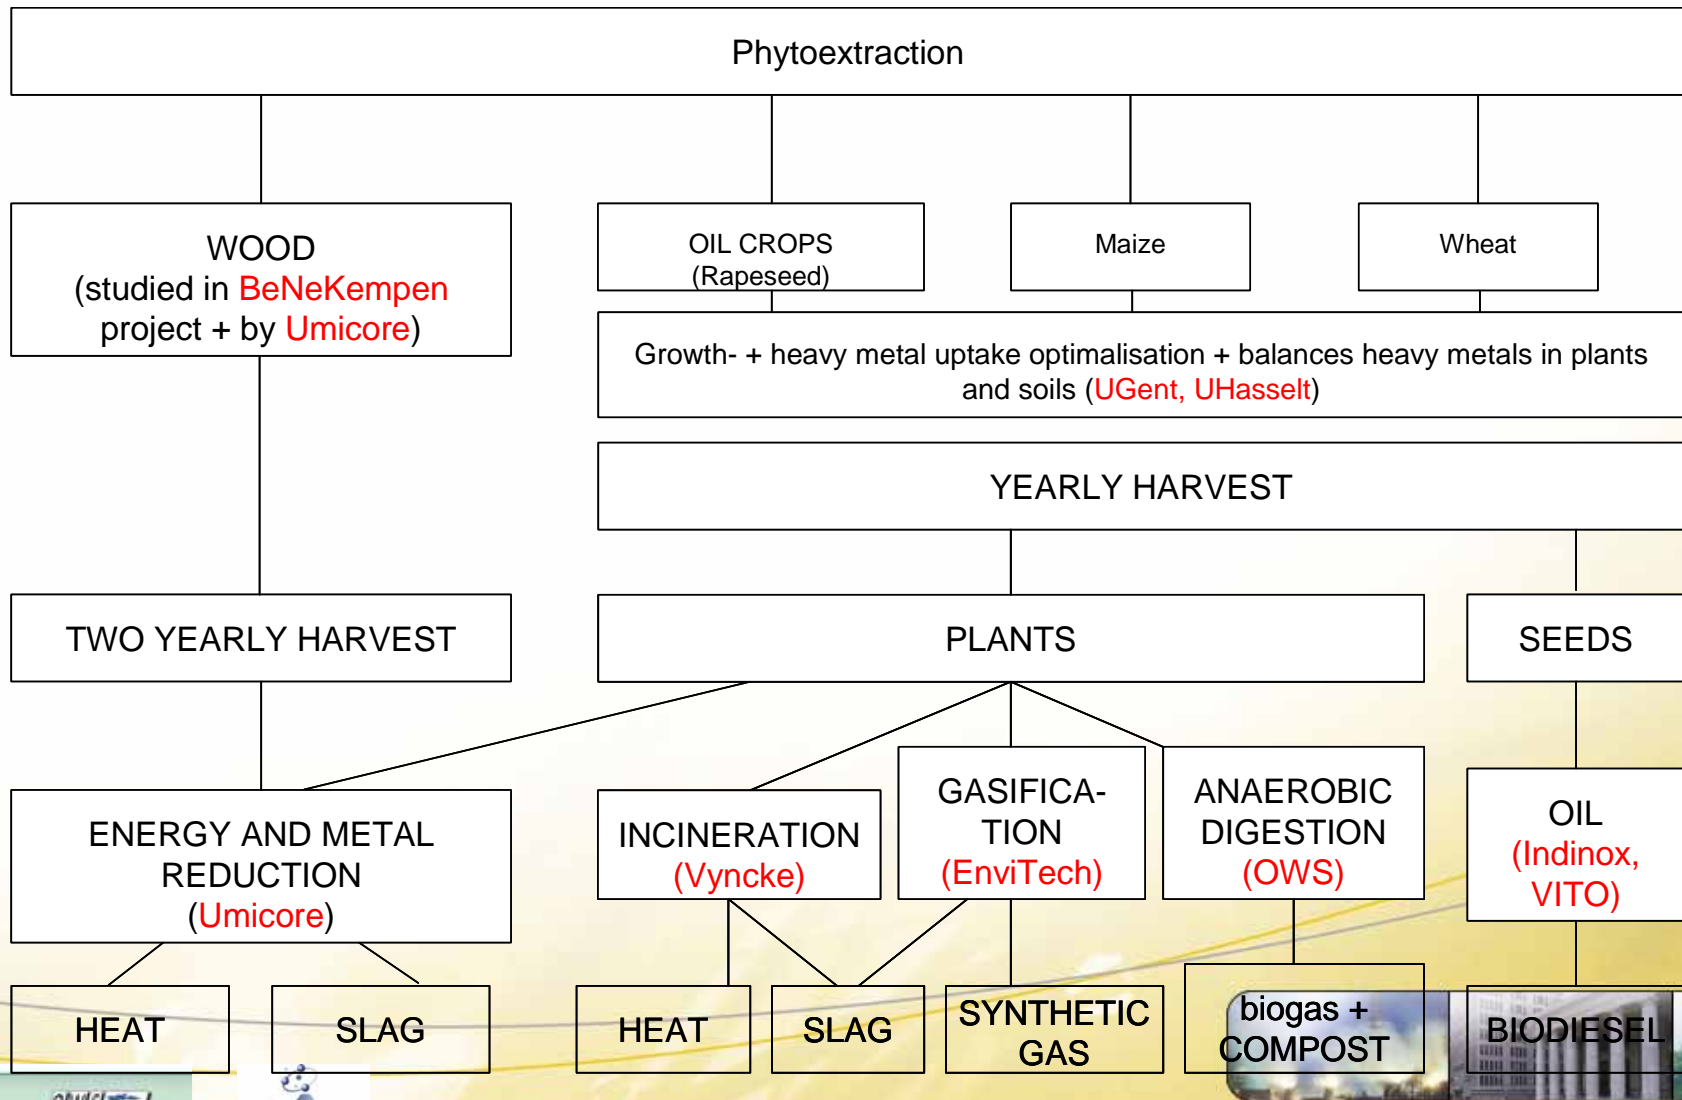 Phytoextraction
WOOD
(studied in BeNeKempen
project + by Umicore)
OIL CROPS
(Rapeseed)
Maize
Wheat
Growth- + heavy metal uptake optimalisation + balances heavy metals in plants
and soils (UGent, UHasselt)
YEARLY HARVEST
TWO YEARLY HARVEST
PLANTS
SEEDS
ENERGY AND METAL
REDUCTION
(Umicore)
INCINERATION
(Vyncke)
GASIFICA-
TION
(EnviTech)
ANAEROBIC
DIGESTION
(OWS)
OIL
(Indinox,
VITO)
HEAT
SLAG
HEAT
SLAG
SYNTHETIC
GAS
biogas +
COMPOST
BIODIESEL